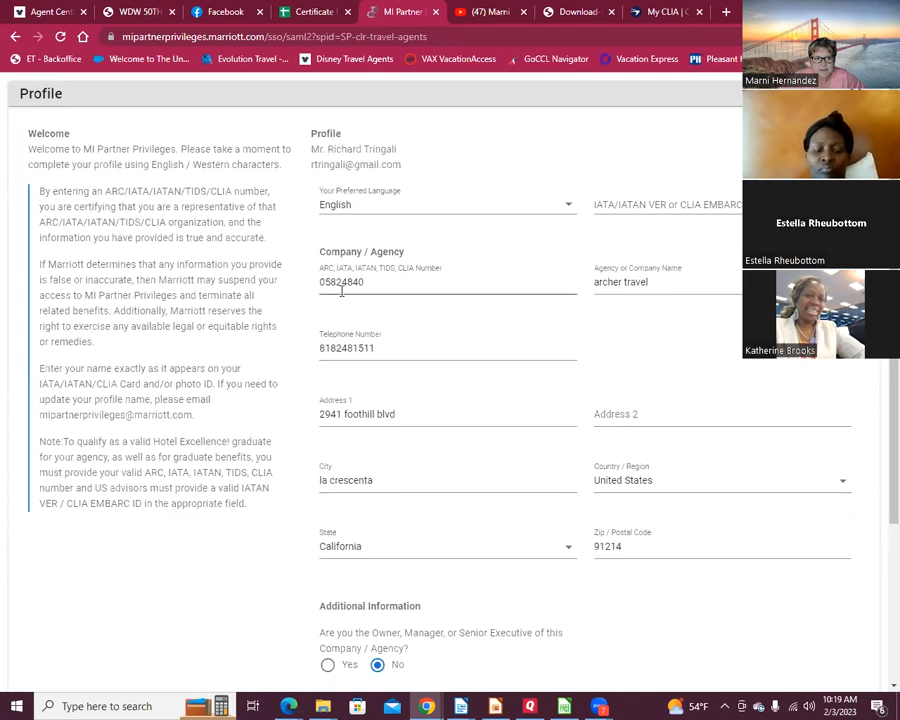 Agent Centr
WDW 50TH
Facebook
Certificate
MI Partner
(47) Marni
Download-
My CLIA | C
mipartnerprivileges.marriott.com/sso/saml2?spid=SP-clr-travel-agents
ET - Backoffice
Welcome to The Un...
Evolution Travel -...
Disney Travel Agents
VAX VacationAccess
GoCCL Navigator
Vacation Express
Pleasant
Profile
Marni Hernandez
Welcome
Welcome to MI Partner Privileges. Please take a moment to
complete your profile using English / Western characters.
By entering an ARC/IATA/IATAN/TIDS/CLIA number,
you are certifying that you are a representative of that
ARC/IATA/IATAN/TIDS/CLIA organization, and the
information you have provided is true and accurate.
If Marriott determines that any information you provide
is false or inaccurate, then Marriott may suspend your
access to MI Partner Privileges and terminate all
related benefits. Additionally, Marriott reserves the
right to exercise any available legal or equitable rights
or remedies.
Enter your name exactly as it appears on your
IATA/IATAN/CLIA Card and/or photo ID. If you need to
update your profile name, please email
mipartnerprivileges@marriott.com.
Note:To qualify as a valid Hotel Excellence! graduate
for your agency, as well as for graduate benefits, you
must provide your valid ARC, IATA, IATAN, TIDS, CLIA
number and US advisors must provide a valid IATAN
VER / CLIA EMBARC ID in the appropriate field.
Profile
Mr. Richard Tringali
rtringali@gmail.com
Your Preferred Language
English
IATA/IATAN VER or CLIA EMBARC
Company / Agency
ARC, IATA, IATAN, TIDS, CLIA Number
05824840
Agency or Company Name
archer travel
Telephone Number
8182481511
Address 1
2941 foothill blvd
Address 2
City
la crescenta
Country / Region
United States
State
California
Zip / Postal Code
91214
Additional Information
Are you the Owner, Manager, or Senior Executive of this
Company / Agency?
Yes
No
Estella Rheubottom
Estella Rheubottom
Katherine Brooks
Type here to search
54°F
10:19 AM
2/3/2023
6